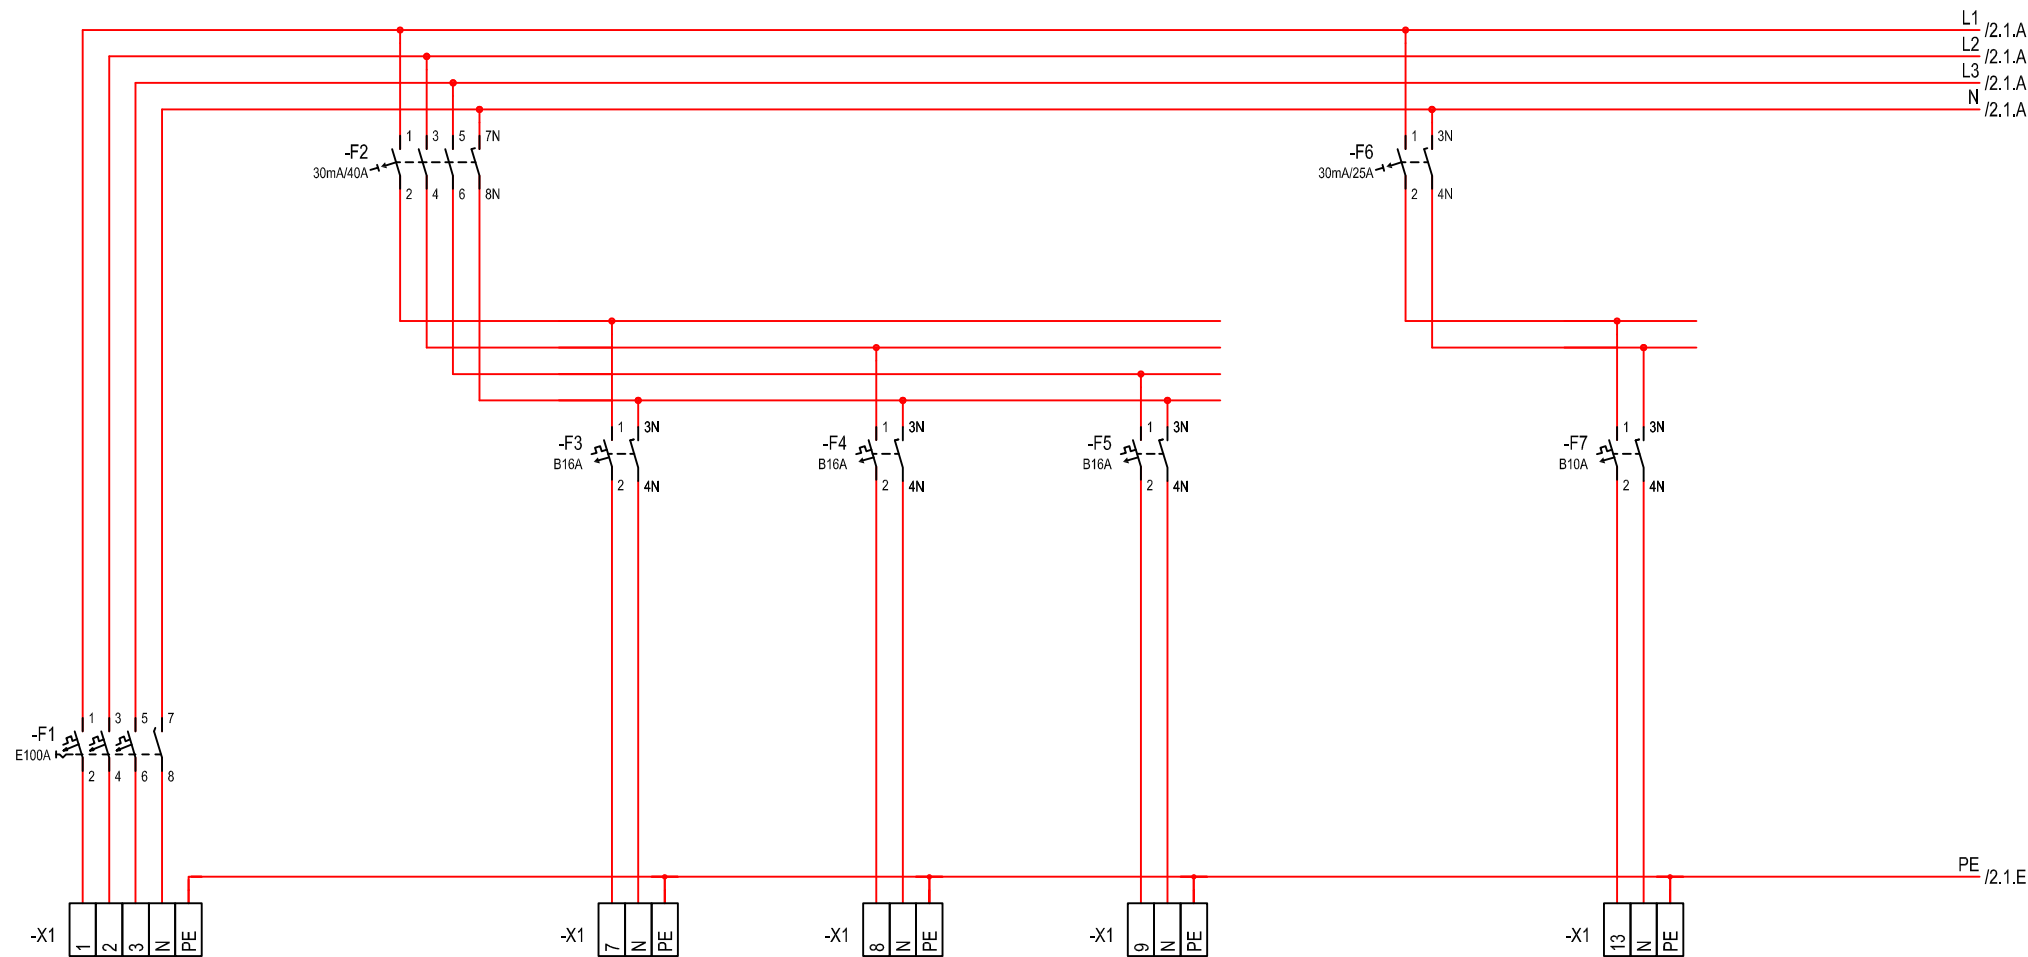 L1 /2.1.A
L2 /2.1.A
L3 /2.1.A
N /2.1.A
1 3 5 7N
-F2
30mA/40A
2 4 6 8N
1 3N
-F6
30mA/25A
2 4N
1 3N
-F3
B16A
2 4N
1 3N
-F4
B16A
2 4N
1 3N
-F5
B16A
2 4N
1 3N
-F7
B10A
2 4N
1 3 5 7
-F1
E100A
2 4 6 8
PE /2.1.E
-X1 1 2 3 N PE
-X1 7 N PE
-X1 8 N PE
-X1 9 N PE
-X1 13 N PE